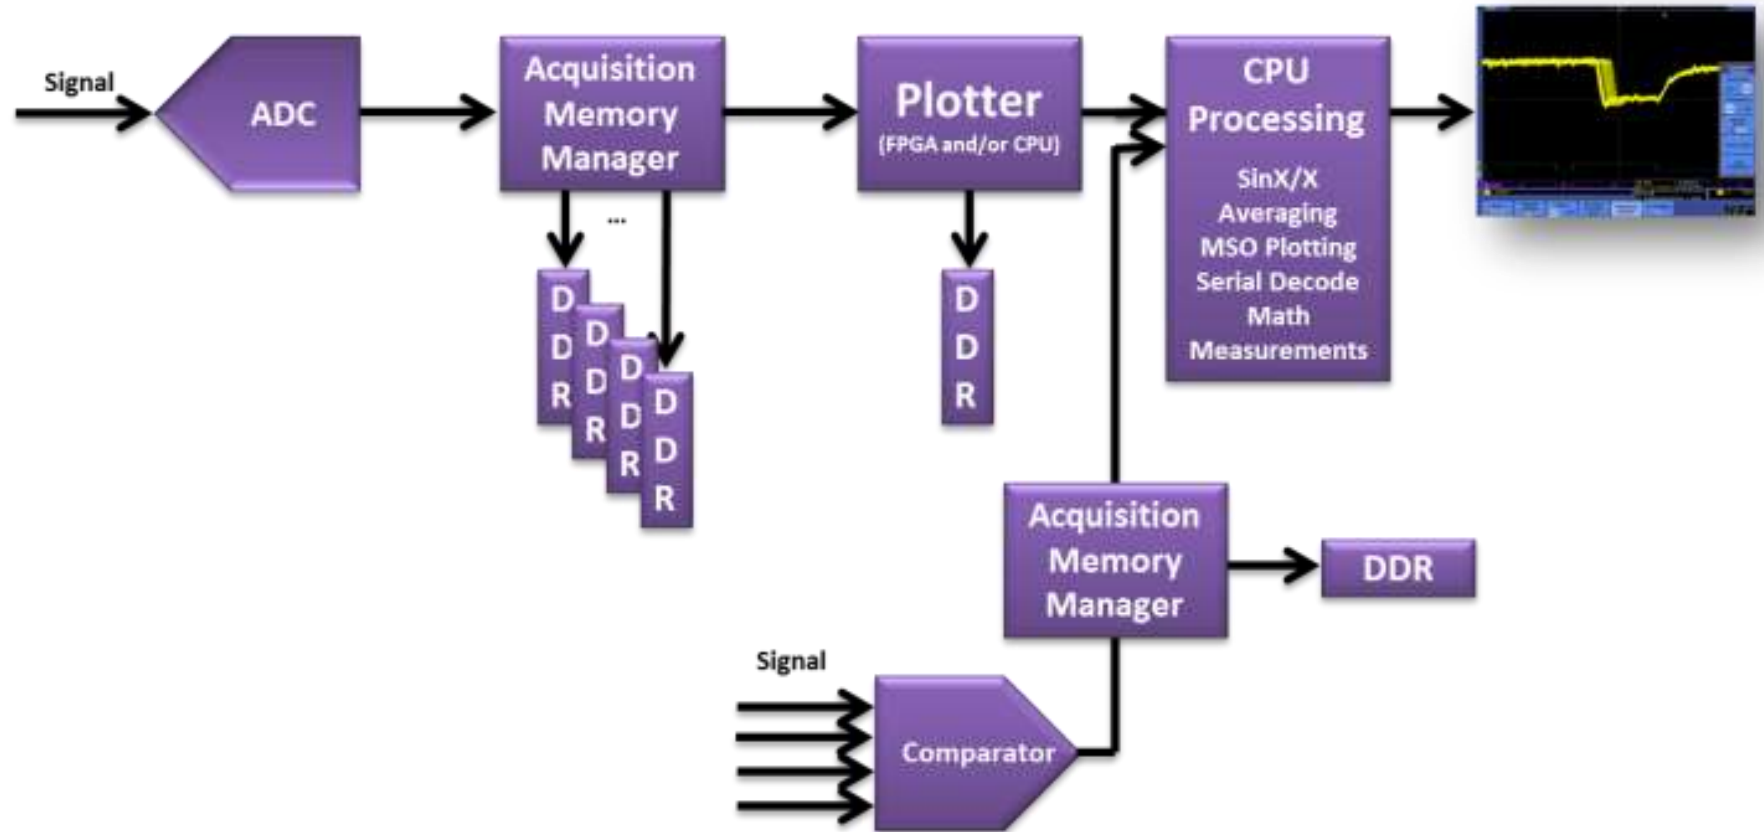 Signal
ADC
Acquisition
Memory
Manager
...
D
D
R
D
D
R
D
D
R
D
D
R
Plotter
(FPGA and/or CPU)
D
D
R
CPU
Processing
SinX/X
Averaging
MSO Plotting
Serial Decode
Math
Measurements
Acquisition
Memory
Manager
DDR
Signal
Comparator